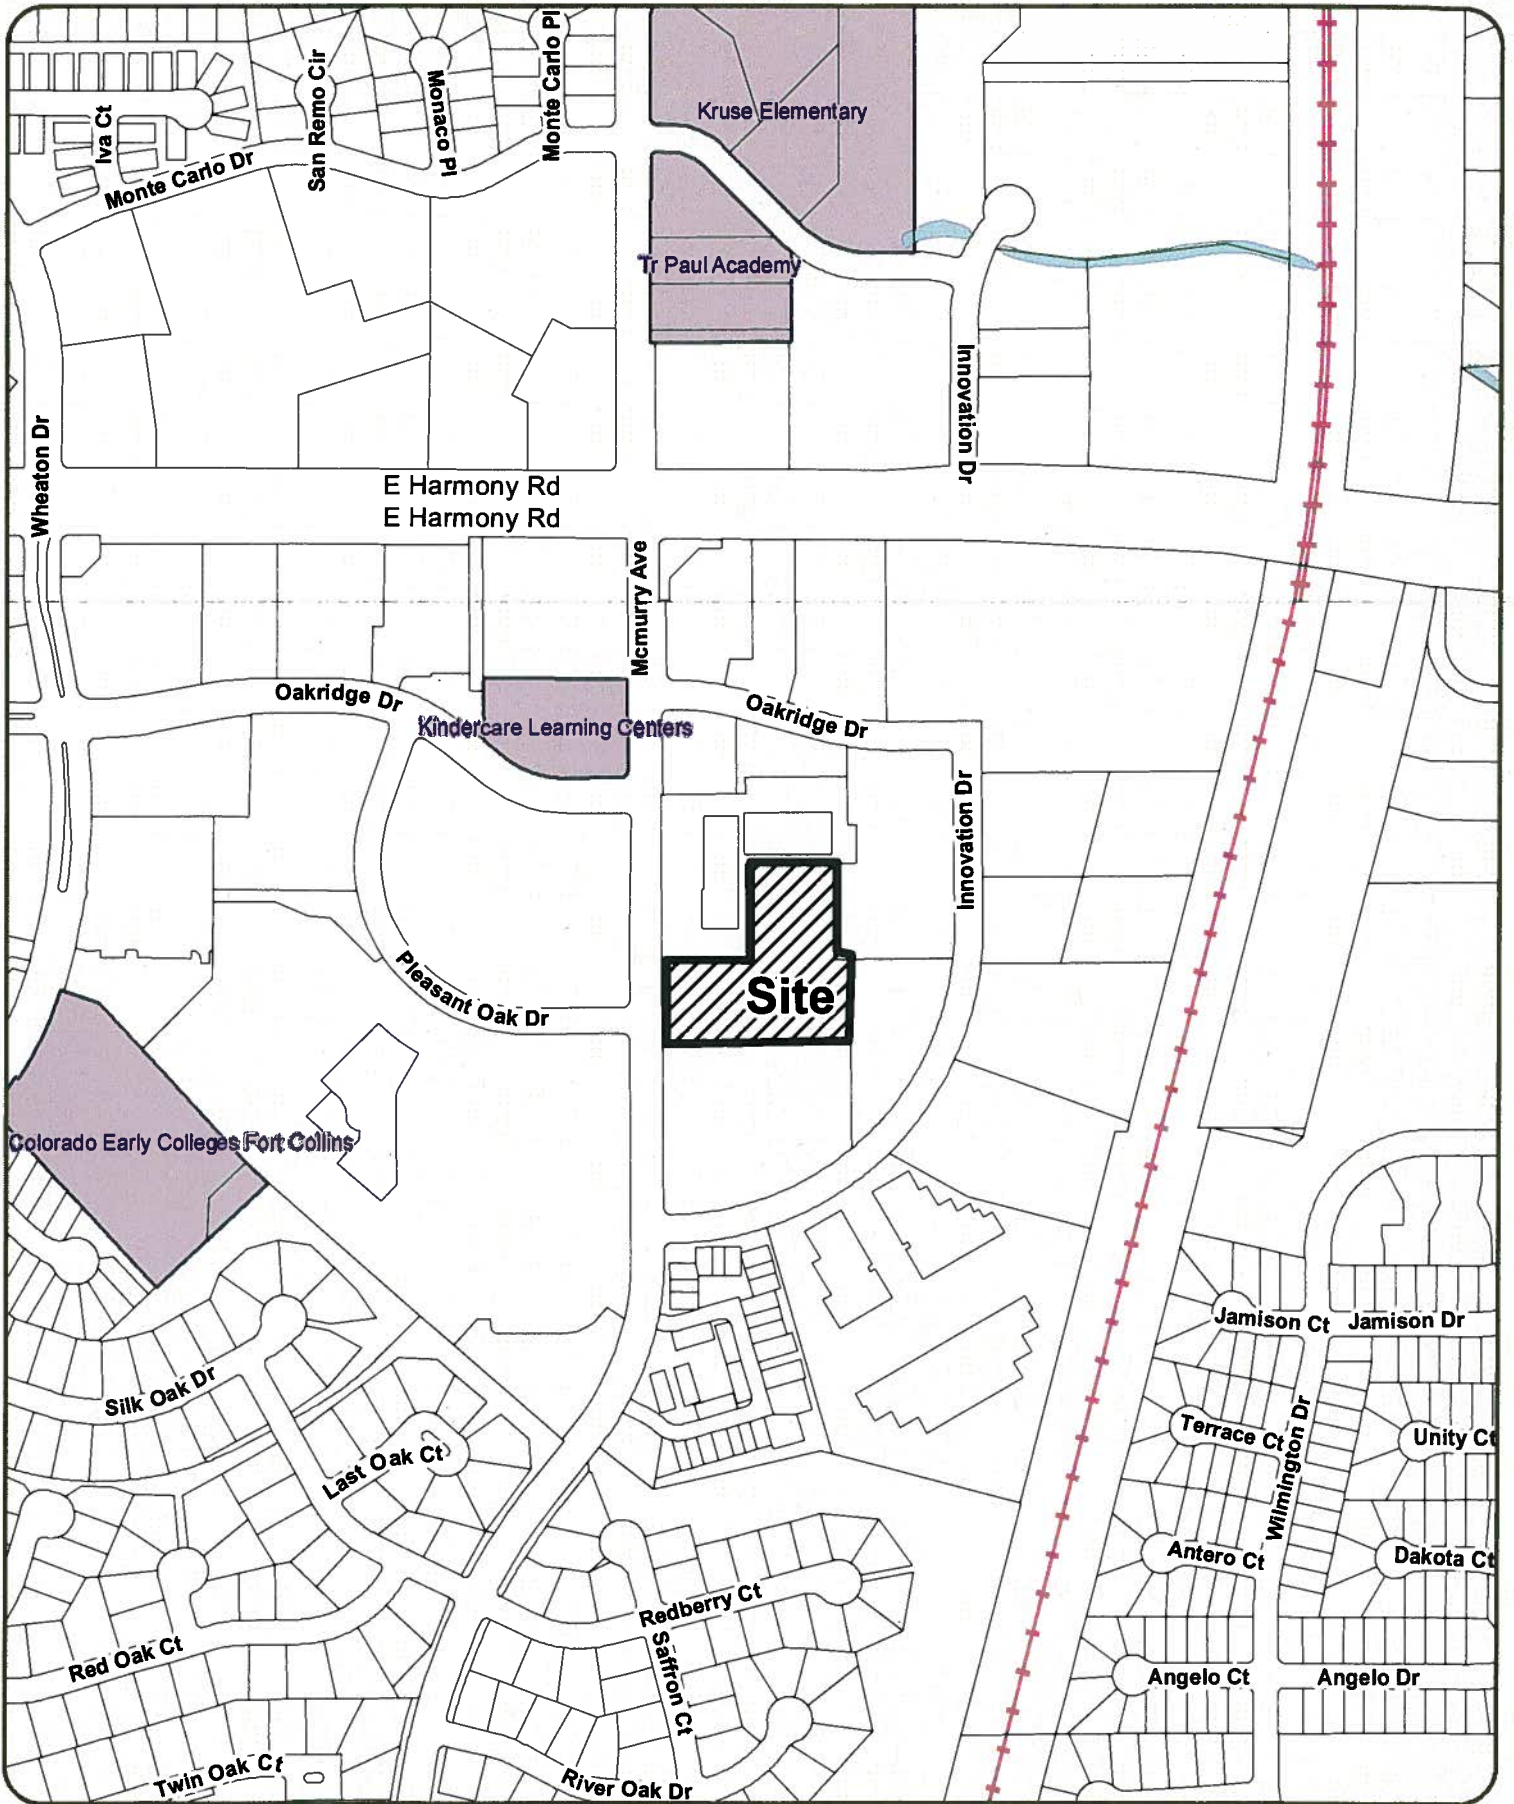 Monte Carlo Pl
San Remo Cir
Monaco Pl
Iva Ct
Kruse Elementary
Monte Carlo Dr
Tr Paul Academy
Innovation Dr
Wheaton Dr
E Harmony Rd
E Harmony Rd
Mcmurry Ave
Oakridge Dr
Kindercare Learning Centers
Oakridge Dr
Innovation Dr
Pleasant Oak Dr
Site
Colorado Early Colleges Fort Collins
Jamison Ct
Jamison Dr
Silk Oak Dr
Terrace Ct
Wilmington Dr
Unity Ct
Last Oak Ct
Antero Ct
Dakota Ct
Redberry Ct
Red Oak Ct
Saffron Ct
Angelo Ct
Angelo Dr
Twin Oak Ct
River Oak Dr